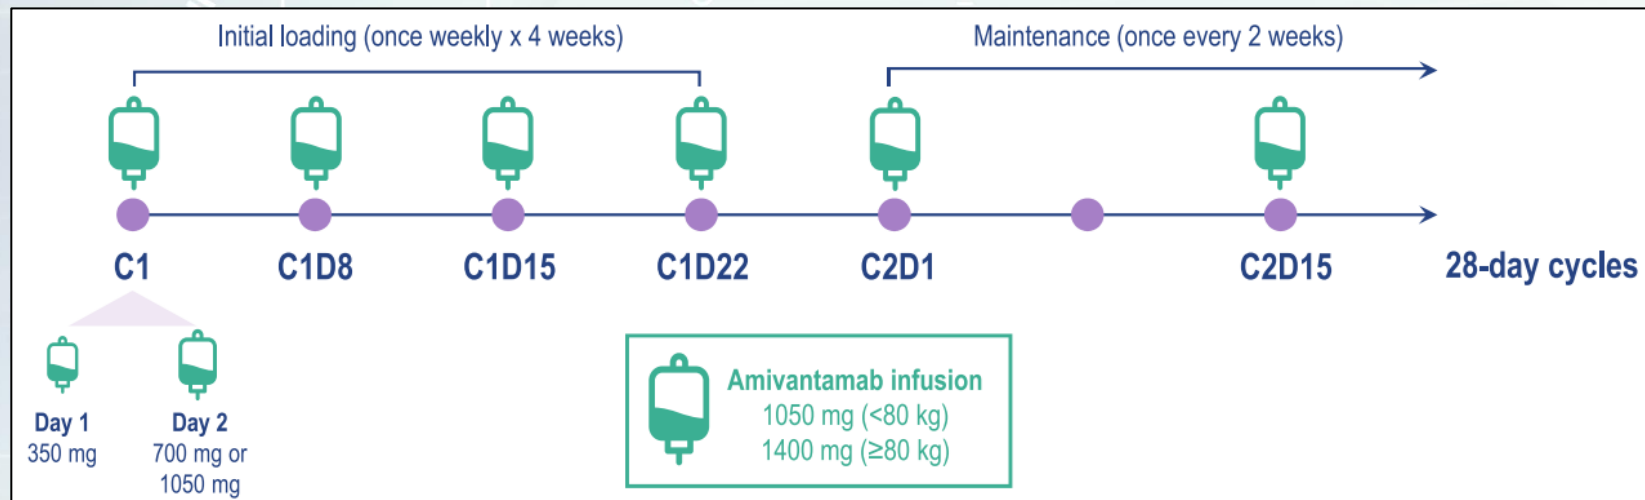 Initial loading (once weekly x 4 weeks)
Maintenance (once every 2 weeks)
C1
C1D8
C1D15
C1D22
C2D1
C2D15
28-day cycles
Day 1
350 mg
Day 2
700 mg or
1050 mg
Amivantamab infusion
1050 mg (<80 kg)
1400 mg (≥80 kg)